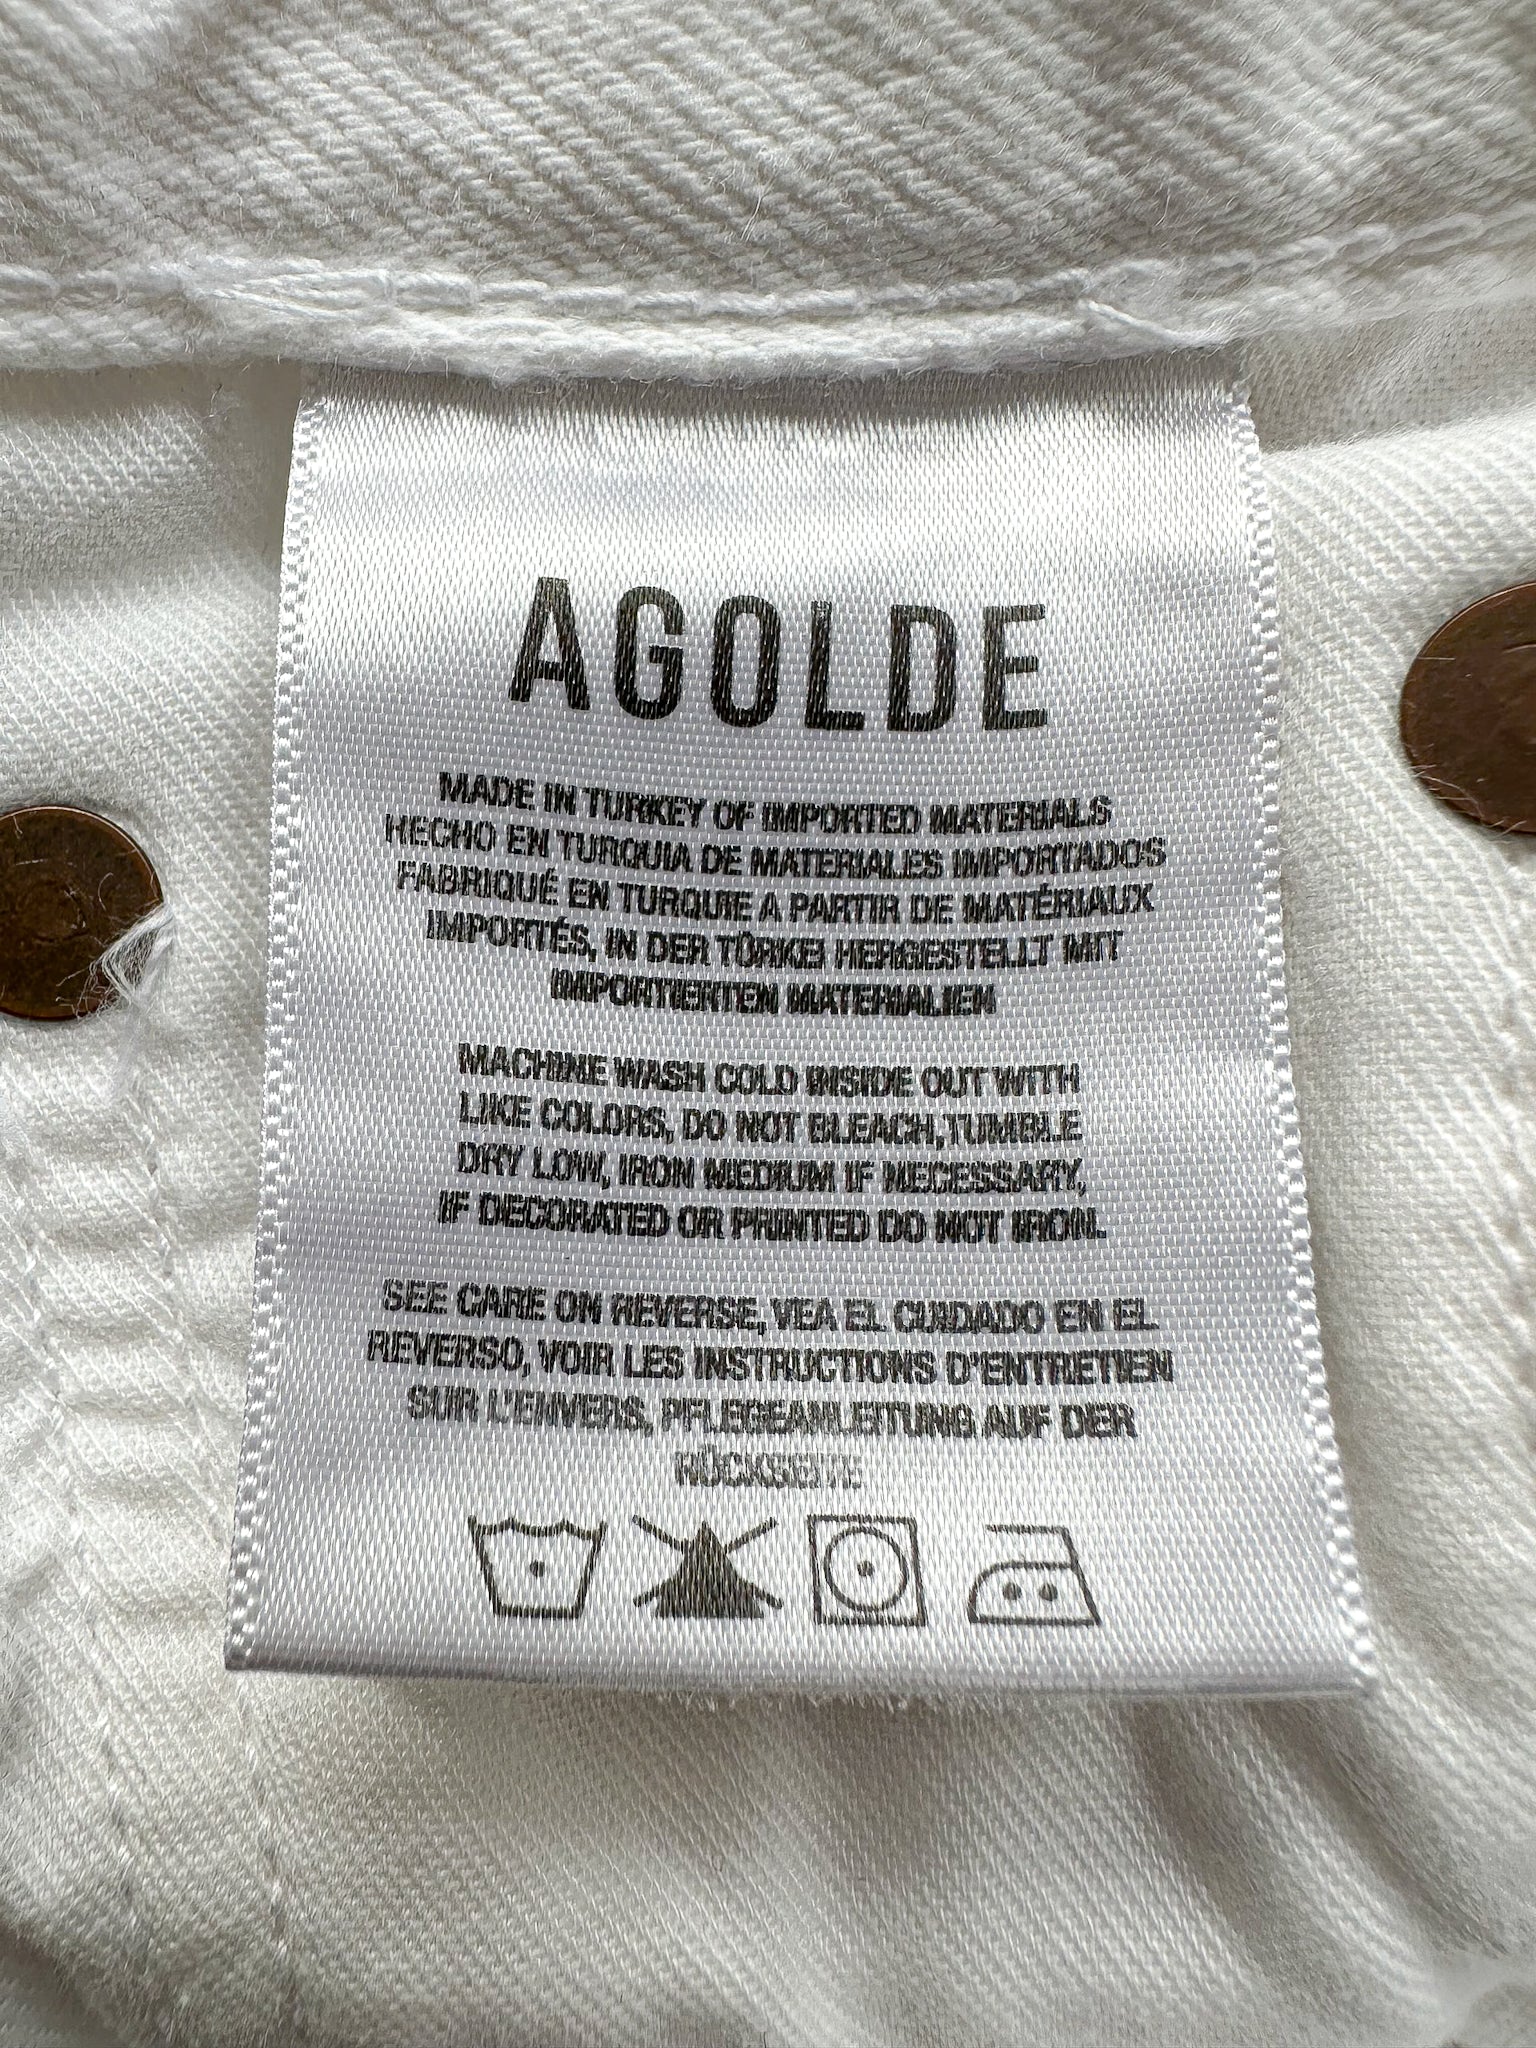 AGOLDE
MADE IN TURKEY OF IMPORTED MATERIALS
HECHO EN TURQUIA DE MATERIALES IMPORTADOS
FABRIQUÉ EN TURQUIE A PARTIR DE MATÉRIAUX
IMPORTÉS, IN DER TÜRKEI HERGESTELLT MIT
IMPORTIERTEN MATERIALIEN
MACHINE WASH COLD INSIDE OUT WITH
LIKE COLORS, DO NOT BLEACH, TUMBLE
DRY LOW, IRON MEDIUM IF NECESSARY,
IF DECORATED OR PRINTED DO NOT IRON.
SEE CARE ON REVERSE, VEA EL CUIDADO EN EL
REVERSO, VOIR LES INSTRUCTIONS D'ENTRETIEN
SUR L'ENVERS, PFLEGEANLEITUNG AUF DER
RÜCKSEITE